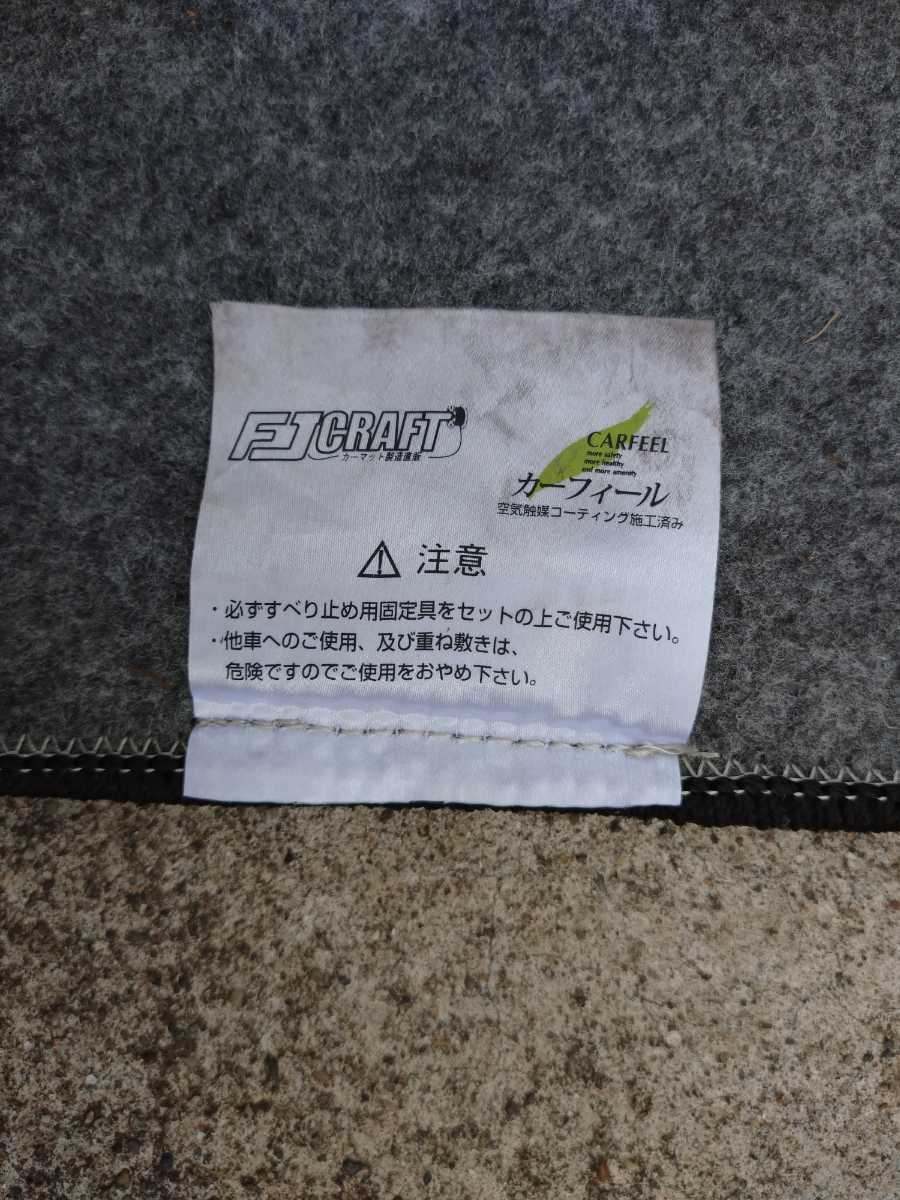 FJ CRAFT
カーマット製造直販
CARFEEL
more safety
more healthy
and more amenity
カーフィール
空気触媒コーティング施工済み
⚠ 注意
・必ずすべり止め用固定具をセットの上ご使用下さい。
・他車へのご使用、及び重ね敷きは、
危険ですのでご使用をおやめ下さい。